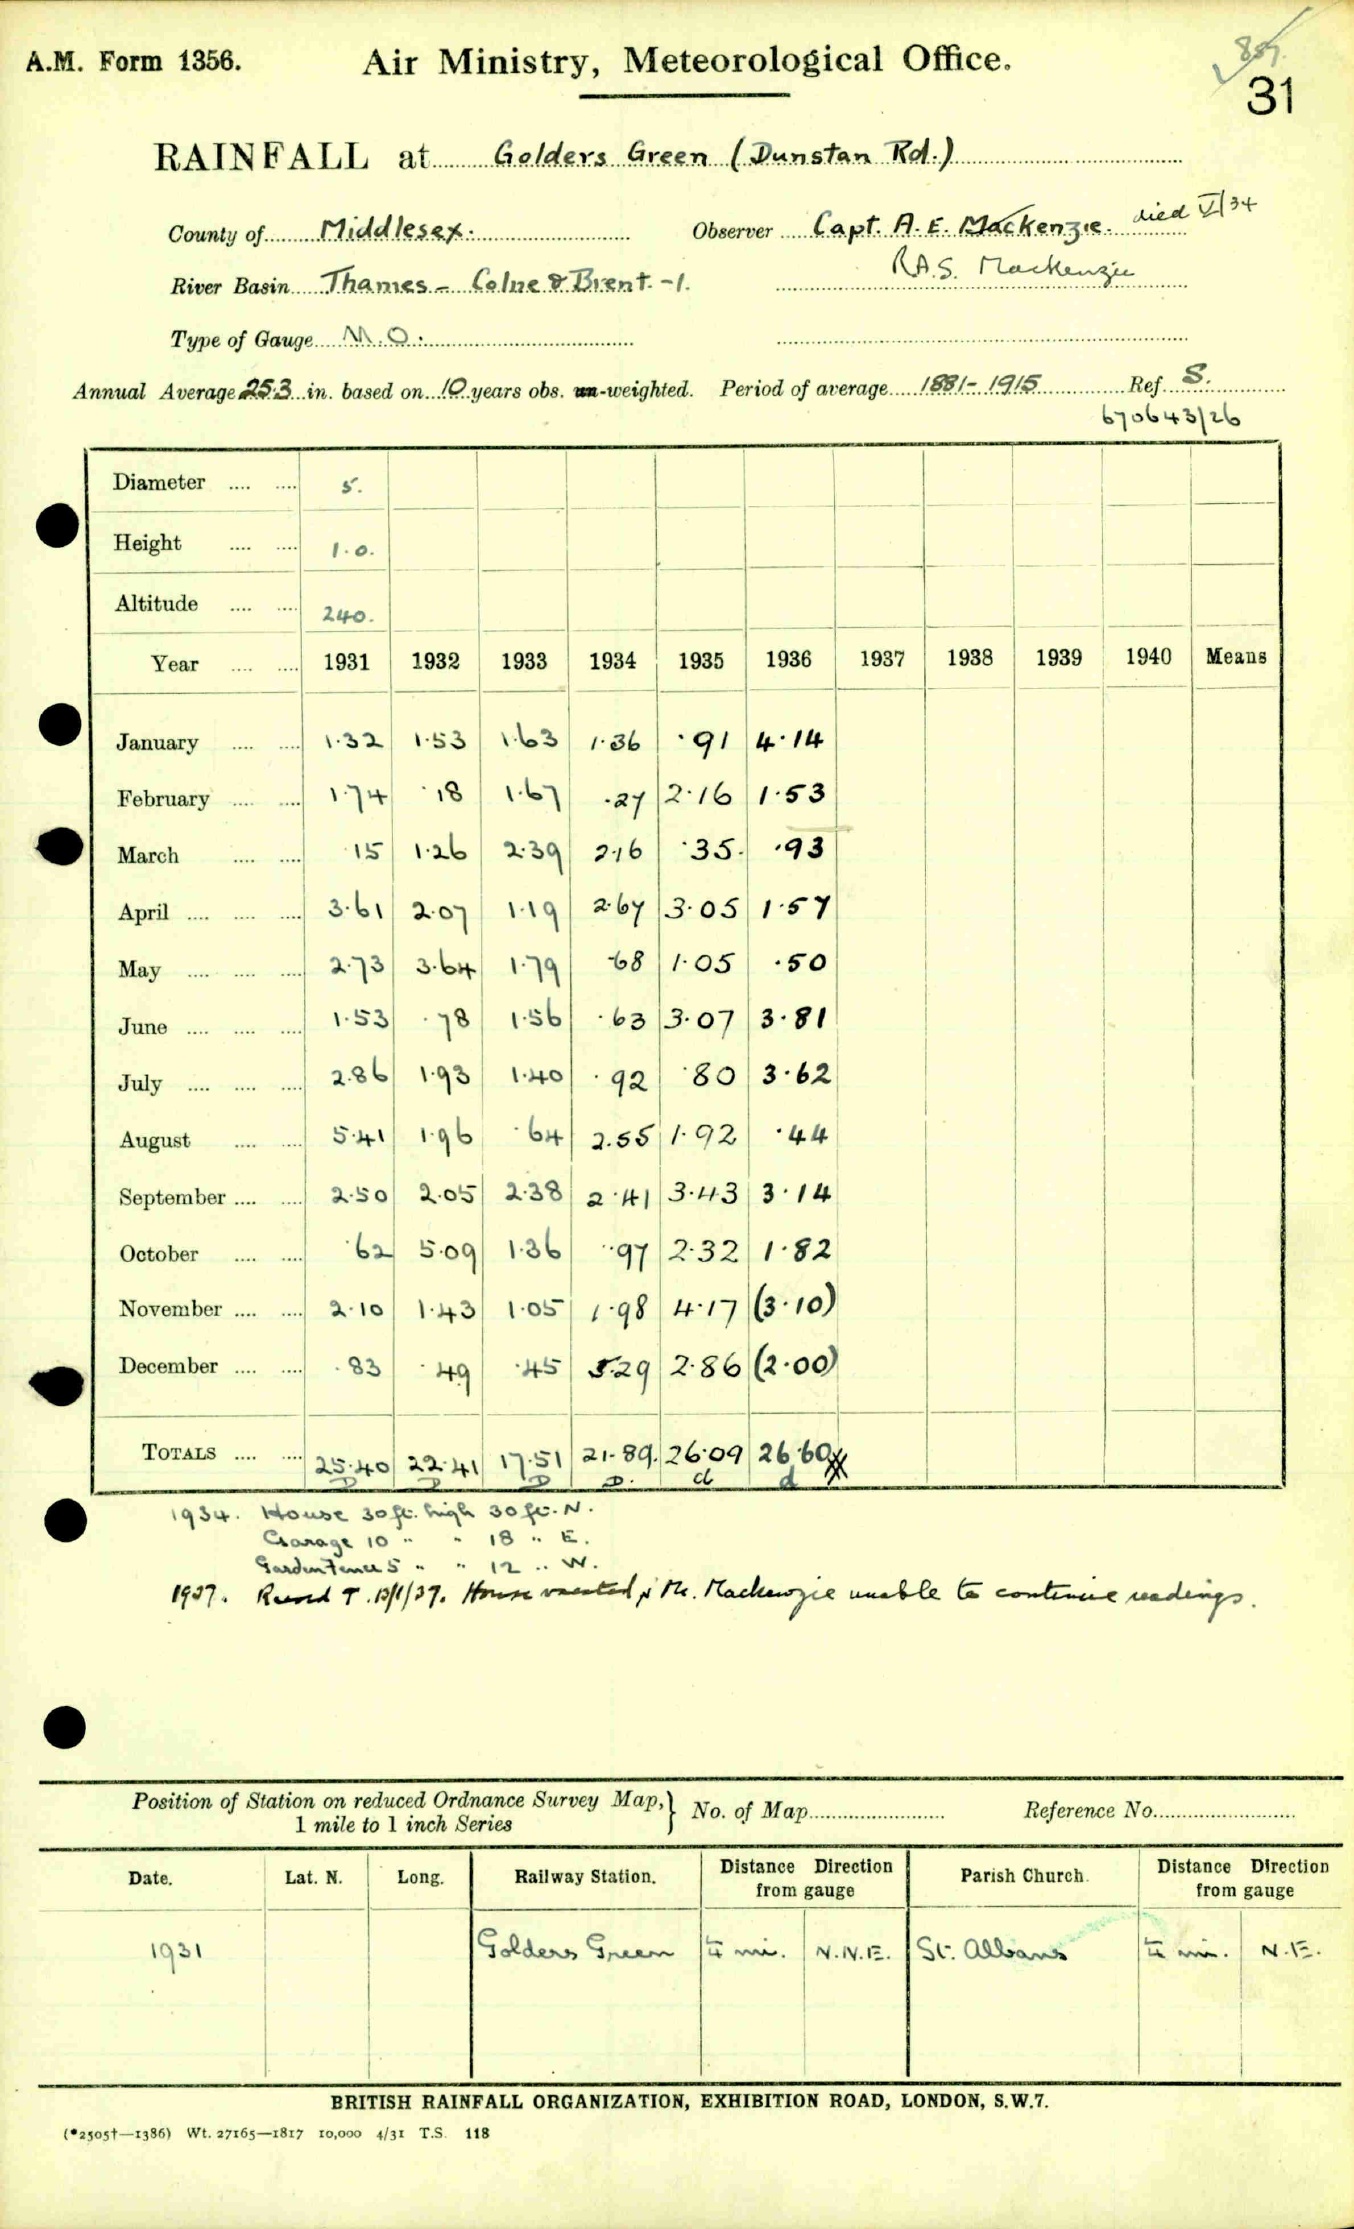 807.
31
A.M. Form 1356. Air Ministry, Meteorological Office.
RAINFALL at Golders Green (Dunstan Rd.)
County of Middlesex. Observer Capt. A. E. Mackenzie. died V/34
River Basin Thames - Colne & Brent. -1. R.A.S. Mackenzie
Type of Gauge M.O.
Annual Average 25.3 in. based on 10 years obs. un-weighted. Period of average 1881-1915 Ref S.
670643/26
Diameter .... .... 5.
Height .... .... 1.0.
Altitude .... .... 240.
Year .... .... 1931 1932 1933 1934 1935 1936 1937 1938 1939 1940 Means
January .... .... 1.32 1.53 1.63 1.36 .91 4.14
February .... .... 1.74 .18 1.67 .27 2.16 1.53
March .... .... .15 1.26 2.39 2.16 .35 .93
April .... .... .... 3.61 2.07 1.19 2.67 3.05 1.57
May .... .... .... 2.73 3.64 1.79 .68 1.05 .50
June .... .... .... 1.53 .78 1.56 .63 3.07 3.81
July .... .... .... 2.86 1.93 1.40 .92 .80 3.62
August .... .... 5.41 1.96 .64 2.55 1.92 .44
September .... .... 2.50 2.05 2.38 2.41 3.43 3.14
October .... .... .62 5.09 1.36 .97 2.32 1.82
November .... .... 2.10 1.43 1.05 1.98 4.17 (3.10)
December .... .... .83 .49 .45 5.29 2.86 (2.00)
TOTALS .... .... 25.40 22.41 17.51 21.89. 26.09 26.60
D D D D. d d
1934. House 30 ft. high 30 ft. N.
Garage 10 " " 18 " E.
Garden Fence 5 " " 12 " W.
1937. Record T. 13/1/37. House vacated & Mr. Mackenzie unable to continue readings.
Position of Station on reduced Ordnance Survey Map,} No. of Map Reference No.
1 mile to 1 inch Series
Date. Lat. N. Long. Railway Station. Distance Direction from gauge Parish Church. Distance Direction from gauge
1931 Golders Green ¼ mi. N.N.E. St. Albans ¼ mi. N.E.
BRITISH RAINFALL ORGANIZATION, EXHIBITION ROAD, LONDON, S.W.7.
(*2505†—1386) Wt. 27165—1817 10,000 4/31 T.S. 118